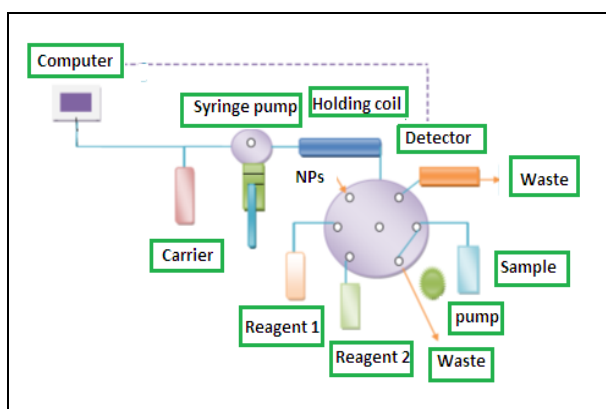 Computer
Syringe pump
Holding coil
Detector
NPs
Waste
Carrier
Sample
Reagent 1
pump
Reagent 2
Waste